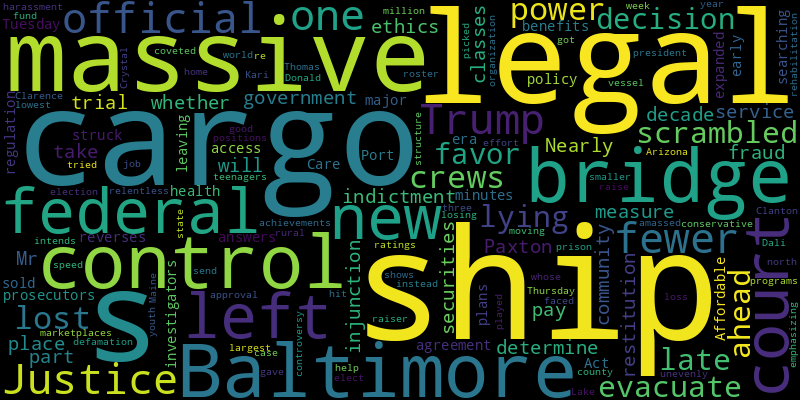 harassment fund official one power decision week year million coveted world re picked got president
Tuesday massive legal ethics classes benefits organization searching rehabilitation
Crystal Kari Thomas Donald home roster policy vessel expanded early
Clarence lowest trial whether government major decade service
regulation cargo Trump scrambled
struck leaving access good positions era effort Nearly Arizona fraud
take tried job will Care Port favor structure smaller raise
teenagers crews bridge
election relentless health indictment minutes three measure amassed conservative
federal new lying losing fewer Clanton
state achievements rural community court
intends reverses answers ratings securities Paxton moving prison Dali
Mr control injunction ship restitution north
sold speed youth Maine send shows instead plans whose Thursday faced Affordable ahead programs
prosecutors investigators approval hit raiser played pay loss
lost s left agreement determine
marketplaces defamation controversy
place largest case help Act late emphasizing
part gave elect county unevenly
Justice Baltimore Lake evacuate